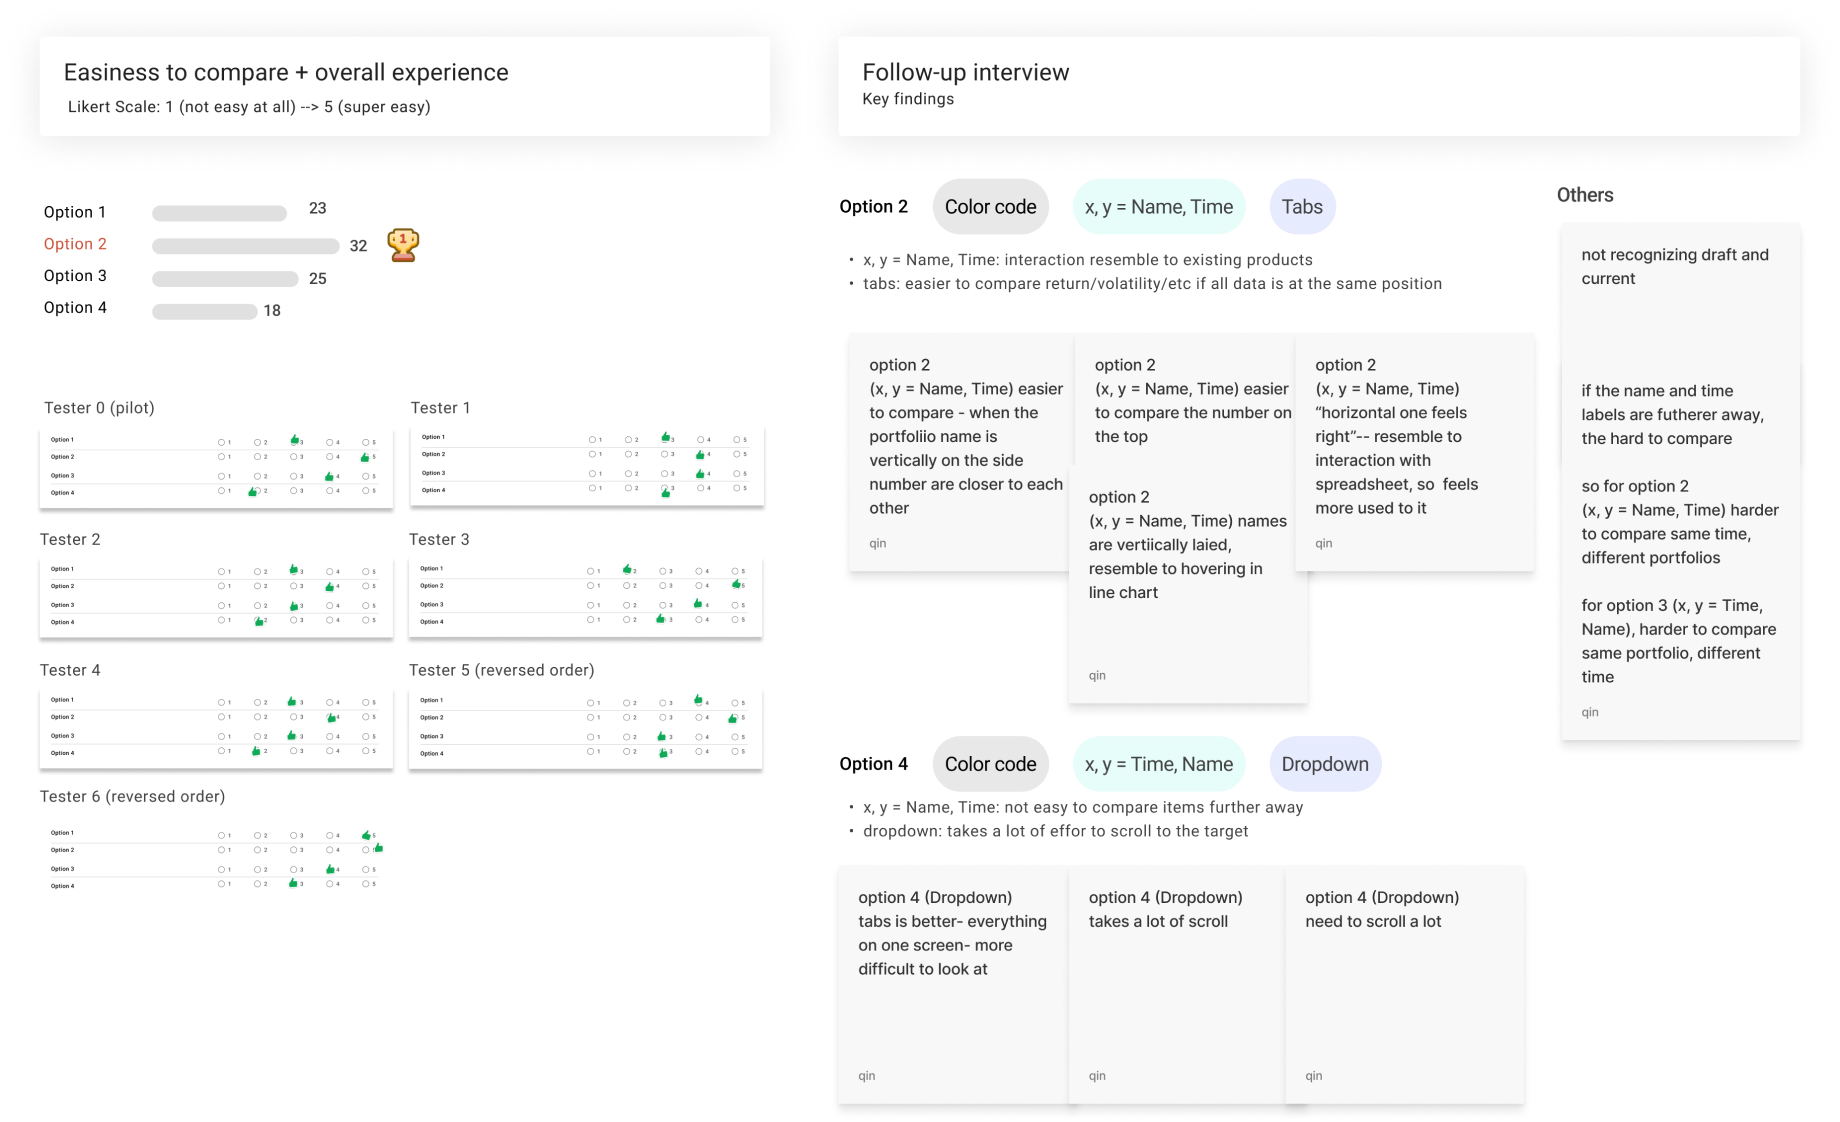 Easiness to compare + overall experience
Likert Scale: 1 (not easy at all) --> 5 (super easy)
Option 1
23
Option 2
32
1
Option 3
25
Option 4
18
Tester 0 (pilot)
Option 1 1 2 3 4 5
Option 2 1 2 3 4 5
Option 3 1 2 3 4 5
Option 4 1 2 3 4 5
Tester 1
Option 1 1 2 3 4 5
Option 2 1 2 3 4 5
Option 3 1 2 3 4 5
Option 4 1 2 3 4 5
Tester 2
Option 1 1 2 3 4 5
Option 2 1 2 3 4 5
Option 3 1 2 3 4 5
Option 4 1 2 3 4 5
Tester 3
Option 1 1 2 3 4 5
Option 2 1 2 3 4 5
Option 3 1 2 3 4 5
Option 4 1 2 3 4 5
Tester 4
Option 1 1 2 3 4 5
Option 2 1 2 3 4 5
Option 3 1 2 3 4 5
Option 4 1 2 3 4 5
Tester 5 (reversed order)
Option 1 1 2 3 4 5
Option 2 1 2 3 4 5
Option 3 1 2 3 4 5
Option 4 1 2 3 4 5
Tester 6 (reversed order)
Option 1 1 2 3 4 5
Option 2 1 2 3 4
Option 3 1 2 3 4 5
Option 4 1 2 3 4 5
Follow-up interview
Key findings
Option 2
Color code
x, y = Name, Time
Tabs
• x, y = Name, Time: interaction resemble to existing products
• tabs: easier to compare return/volatility/etc if all data is at the same position
option 2
(x, y = Name, Time) easier
to compare - when the
portfoliio name is
vertically on the side
number are closer to each
other
qin
option 2
(x, y = Name, Time) easier
to compare the number on
the top
option 2
(x, y = Name, Time) names
are vertiically laied,
resemble to hovering in
line chart
qin
option 2
(x, y = Name, Time)
“horizontal one feels
right”-- resemble to
interaction with
spreadsheet, so feels
more used to it
qin
Others
not recognizing draft and
current
if the name and time
labels are futherer away,
the hard to compare
so for option 2
(x, y = Name, Time) harder
to compare same time,
different portfolios
for option 3 (x, y = Time,
Name), harder to compare
same portfolio, different
time
qin
Option 4
Color code
x, y = Time, Name
Dropdown
• x, y = Name, Time: not easy to compare items further away
• dropdown: takes a lot of effor to scroll to the target
option 4 (Dropdown)
tabs is better- everything
on one screen- more
difficult to look at
qin
option 4 (Dropdown)
takes a lot of scroll
qin
option 4 (Dropdown)
need to scroll a lot
qin